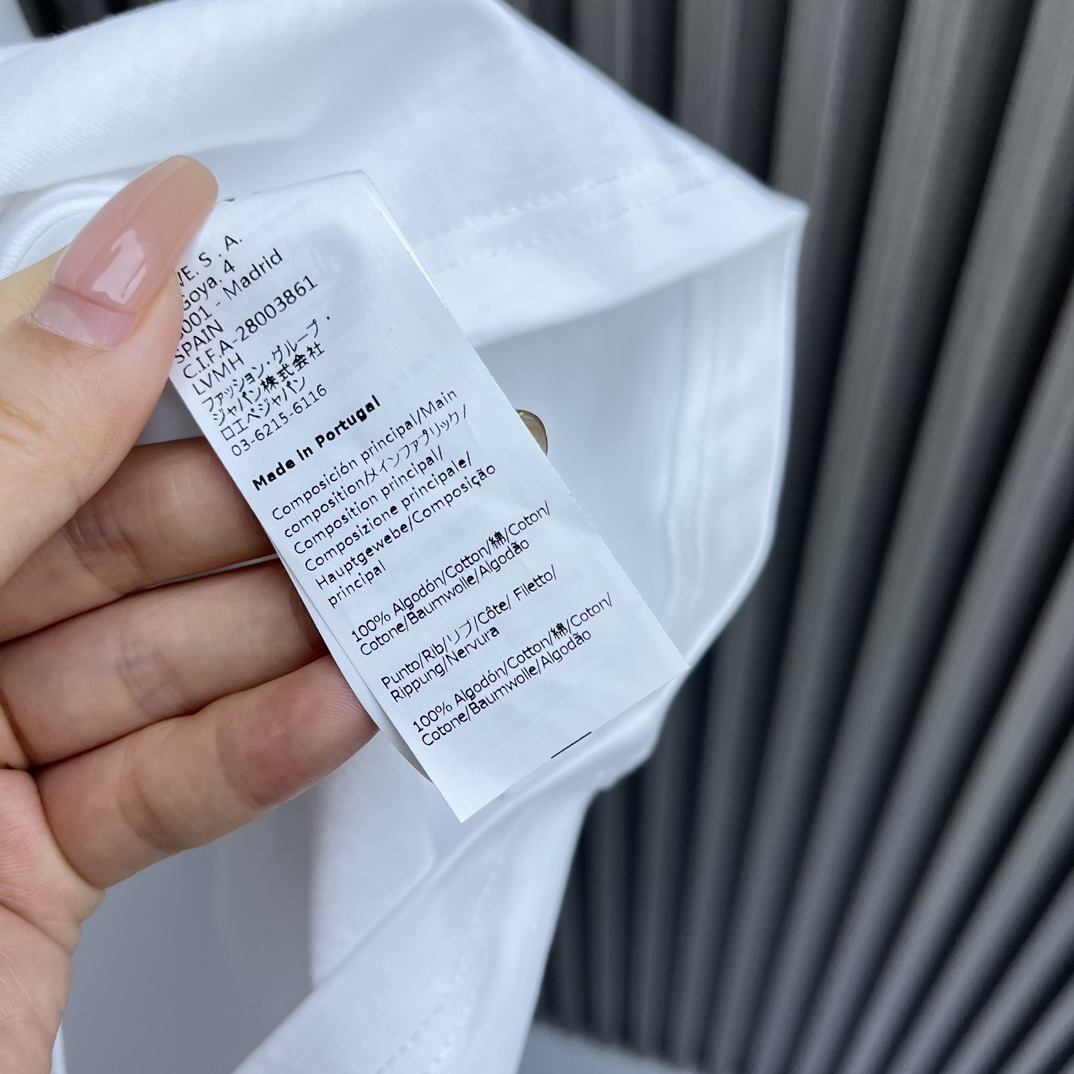 S . A.
Goya, 4
- Madrid
SPAIN
C.I.F.A-28003861
LVMH
ファッション・グループ・
ジャパン株式会社
ロエベジャパン
03-6215-6116
Made in Portugal
Composición principal/Main
composition/メインファブリック/
Composition principal/
Composizione principale/
Hauptgewebe/Composição
principal
100% Algodón/Cotton/綿/Coton/
Cotone/Baumwolle/Algodão
Punto/Rib/リブ/Côte/ Filetto/
Rippung/Nervura
100% Algodón/Cotton/綿/Coton/
Cotone/Baumwolle/Algodão